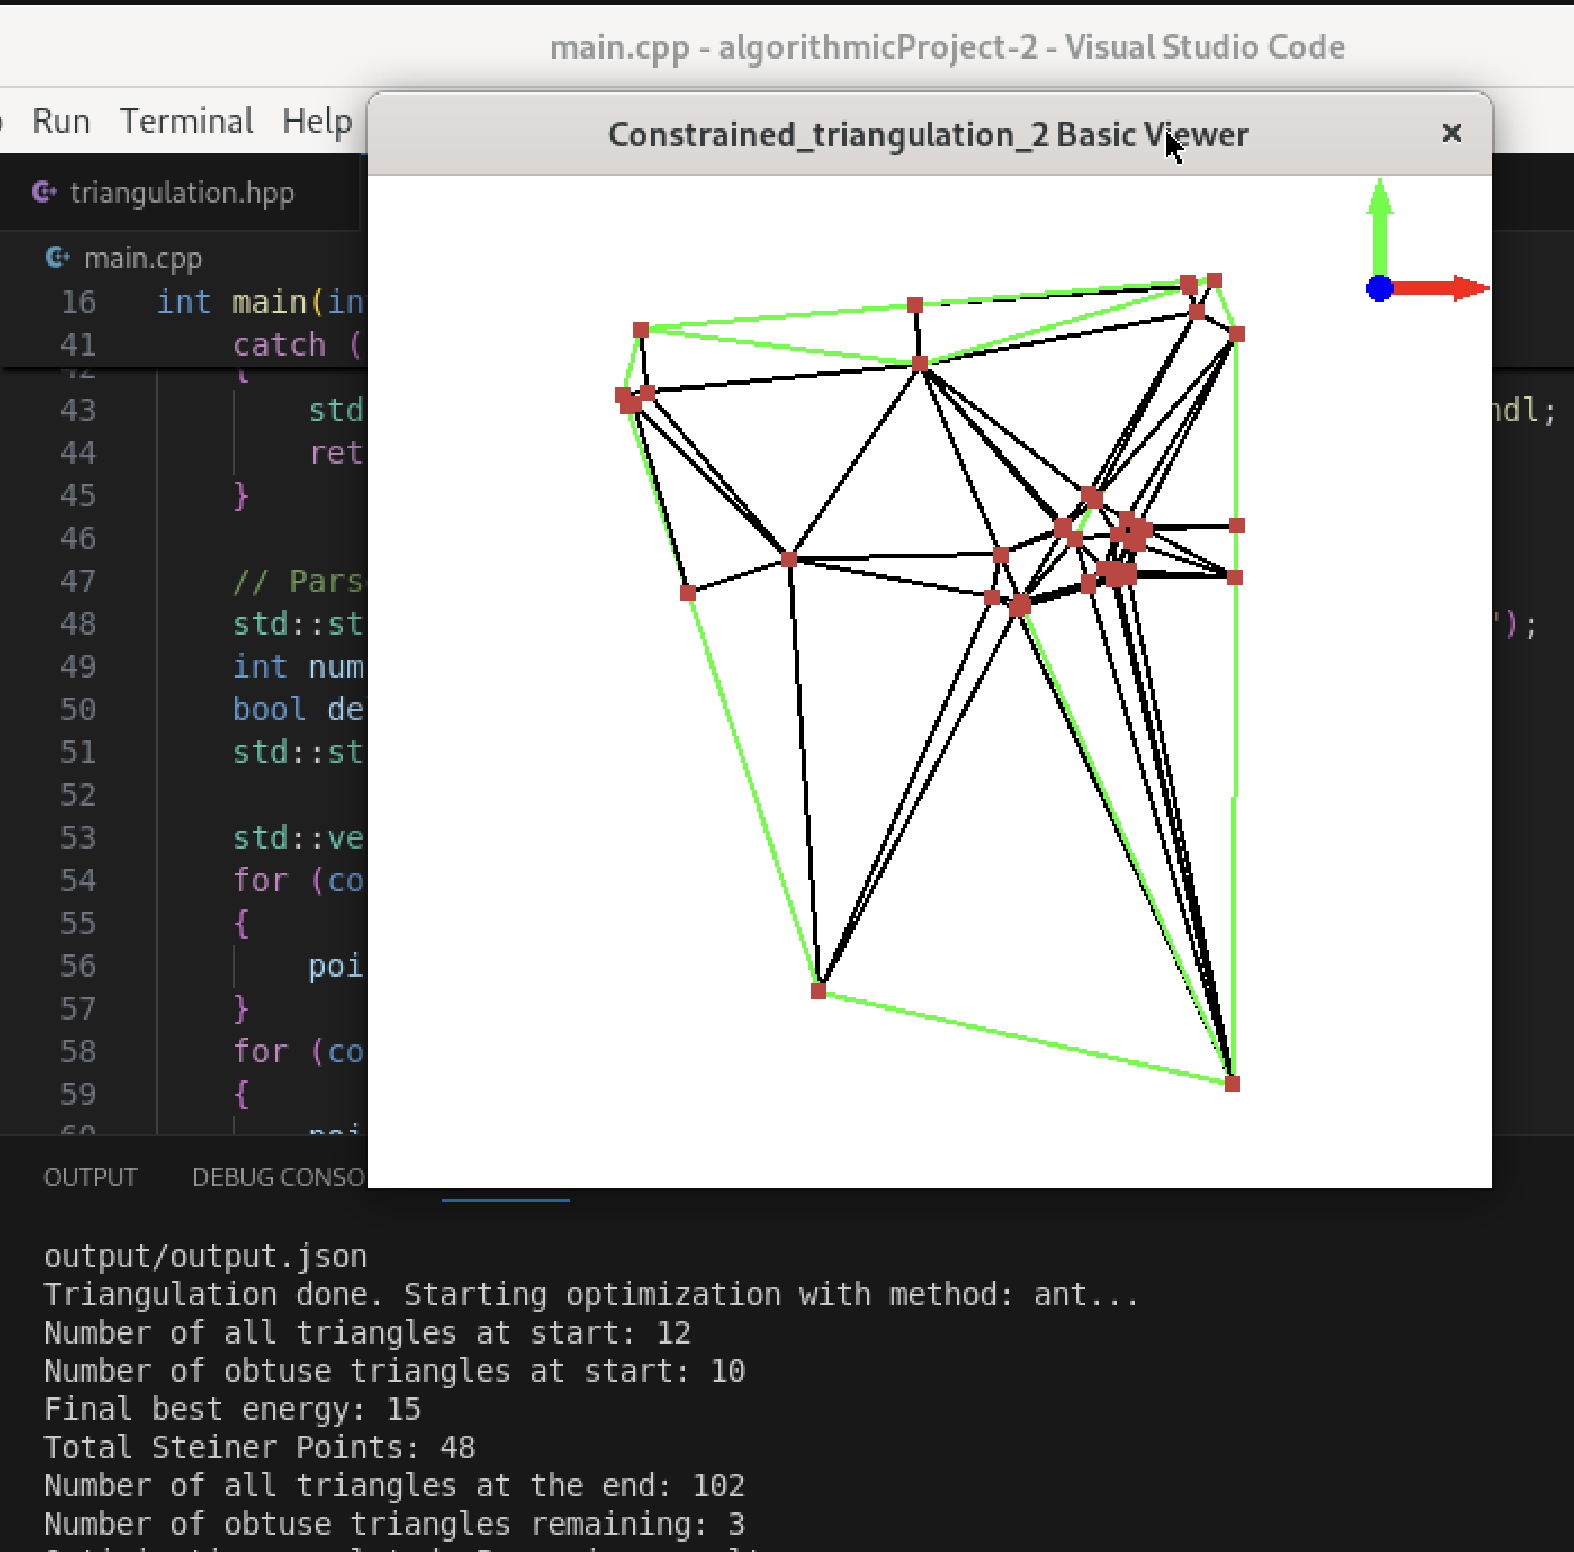 main.cpp - algorithmicProject-2 - Visual Studio Code
Run Terminal Help
Constrained_triangulation_2 Basic Viewer
triangulation.hpp
main.cpp
16 int main(in
41 catch (
42 {
43 std ndl;
44 ret
45 }
46
47 // Pars
48 std::st ");
49 int num
50 bool de
51 std::st
52
53 std::ve
54 for (co
55 {
56 poi
57 }
58 for (co
59 {
60 poi
OUTPUT DEBUG CONSO
output/output.json
Triangulation done. Starting optimization with method: ant...
Number of all triangles at start: 12
Number of obtuse triangles at start: 10
Final best energy: 15
Total Steiner Points: 48
Number of all triangles at the end: 102
Number of obtuse triangles remaining: 3